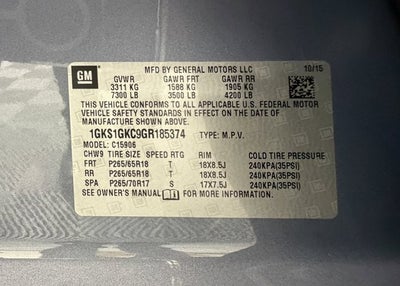 GM
MFD BY GENERAL MOTORS LLC 10/15
GVWR GAWR FRT GAWR RR
3311 KG 1588 KG 1905 KG
7300 LB 3500 LB 4200 LB
THIS VEHICLE CONFORMS TO ALL APPLICABLE U.S. FEDERAL MOTOR
VEHICLE SAFETY STANDARDS IN EFFECT ON THE DATE OF
MANUFACTURE SHOWN ABOVE.
1GKS1GKC9GR185374 TYPE: M.P.V.
MODEL: C15906
CHW9 TIRE SIZE SPEED RTG RIM COLD TIRE PRESSURE
FRT P265/65R18 T 18X8.5J 240KPA(35PSI)
RR P265/65R18 T 18X8.5J 240KPA(35PSI)
SPA P265/70R17 S 17X7.5J 240KPA(35PSI)
SEE OWNER'S MANUAL FOR MORE INFORMATION.